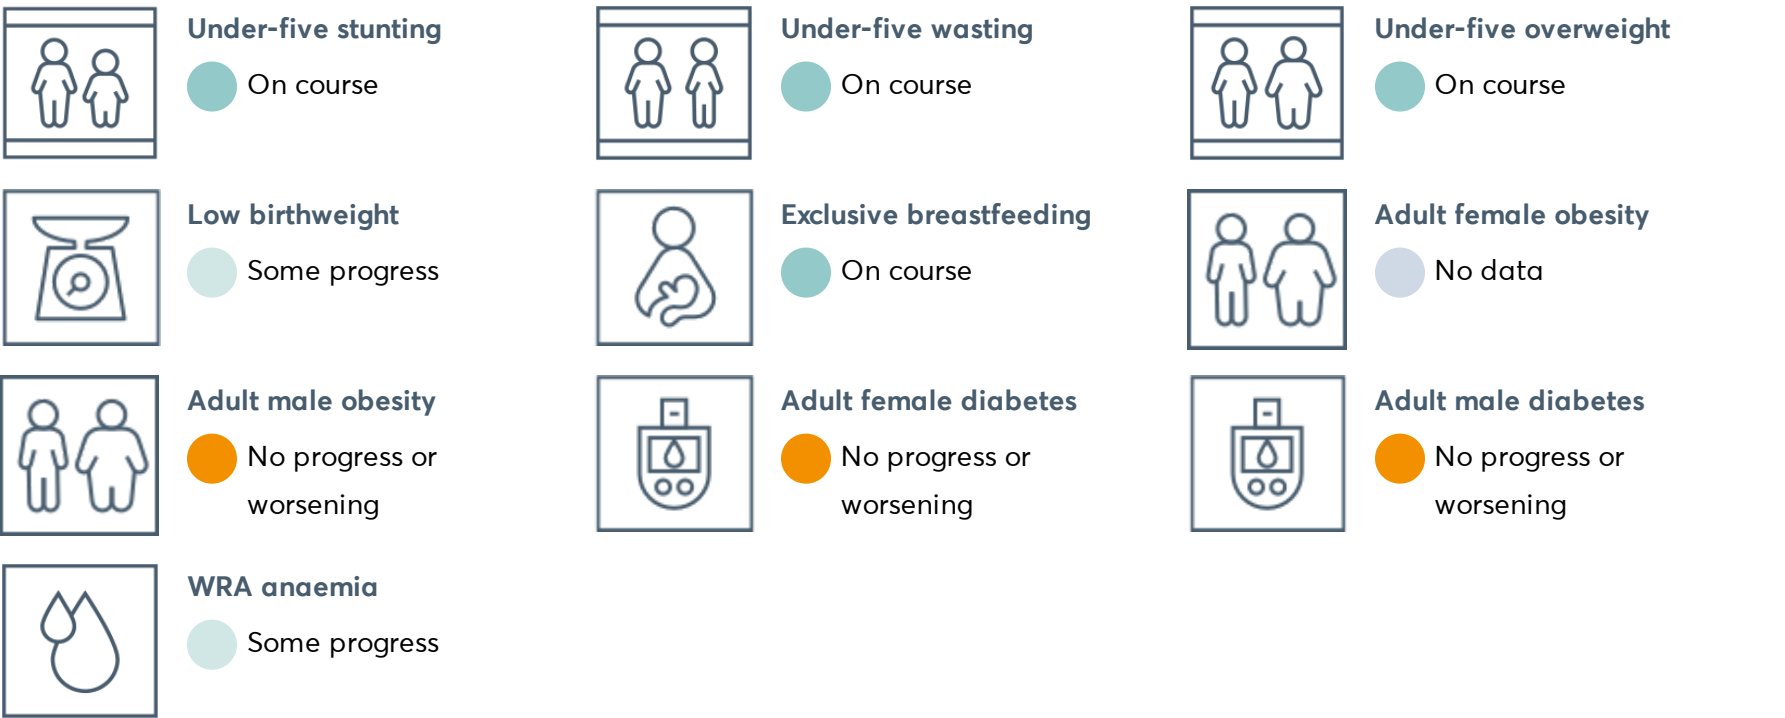 Under-five stunting
On course
Under-five wasting
On course
Under-five overweight
On course
Low birthweight
Some progress
Exclusive breastfeeding
On course
Adult female obesity
No data
Adult male obesity
No progress or
worsening
Adult female diabetes
No progress or
worsening
Adult male diabetes
No progress or
worsening
WRA anaemia
Some progress